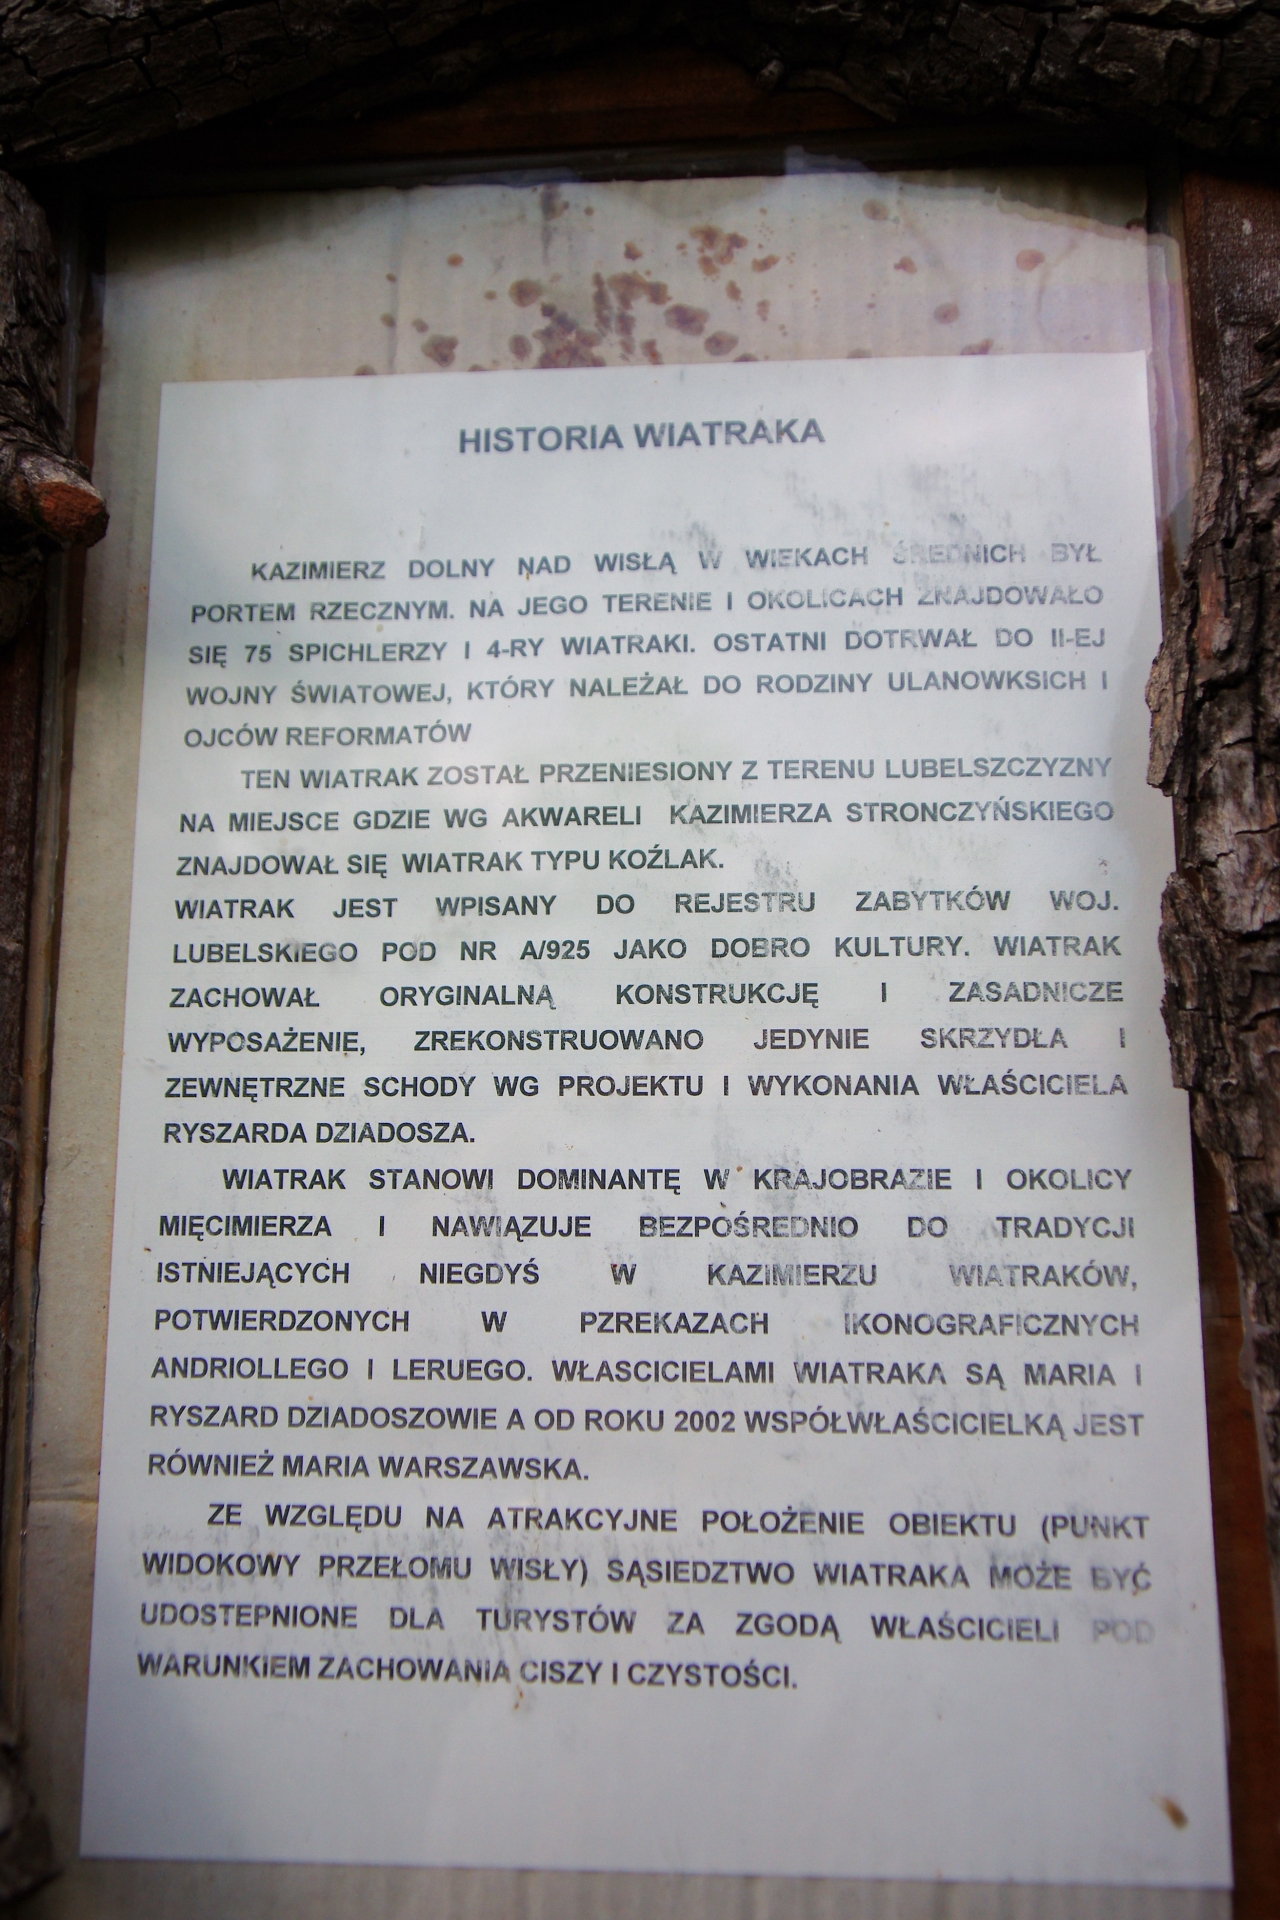 HISTORIA WIATRAKA
KAZIMIERZ DOLNY NAD WISŁĄ W WIEKACH ŚREDNICH BYŁ
PORTEM RZECZNYM. NA JEGO TERENIE I OKOLICACH ZNAJDOWAŁO
SIĘ 75 SPICHLERZY I 4-RY WIATRAKI. OSTATNI DOTRWAŁ DO II-EJ
WOJNY ŚWIATOWEJ, KTÓRY NALEŻAŁ DO RODZINY ULANOWKSICH I
OJCÓW REFORMATÓW
TEN WIATRAK ZOSTAŁ PRZENIESIONY Z TERENU LUBELSZCZYZNY
NA MIEJSCE GDZIE WG AKWARELI KAZIMIERZA STRONCZYŃSKIEGO
ZNAJDOWAŁ SIĘ WIATRAK TYPU KOŹLAK.
WIATRAK JEST WPISANY DO REJESTRU ZABYTKÓW WOJ.
LUBELSKIEGO POD NR A/925 JAKO DOBRO KULTURY. WIATRAK
ZACHOWAŁ ORYGINALNĄ KONSTRUKCJĘ I ZASADNICZE
WYPOSAŻENIE, ZREKONSTRUOWANO JEDYNIE SKRZYDŁA I
ZEWNĘTRZNE SCHODY WG PROJEKTU I WYKONANIA WŁAŚCICIELA
RYSZARDA DZIADOSZA.
WIATRAK STANOWI DOMINANTĘ W KRAJOBRAZIE I OKOLICY
MIĘCIMIERZA I NAWIĄZUJE BEZPOŚREDNIO DO TRADYCJI
ISTNIEJĄCYCH NIEGDYŚ W KAZIMIERZU WIATRAKÓW,
POTWIERDZONYCH W PZREKAZACH IKONOGRAFICZNYCH
ANDRIOLLEGO I LERUEGO. WŁASCICIELAMI WIATRAKA SĄ MARIA I
RYSZARD DZIADOSZOWIE A OD ROKU 2002 WSPÓŁWŁAŚCICIELKĄ JEST
RÓWNIEŻ MARIA WARSZAWSKA.
ZE WZGLĘDU NA ATRAKCYJNE POŁOŻENIE OBIEKTU (PUNKT
WIDOKOWY PRZEŁOMU WISŁY) SĄSIEDZTWO WIATRAKA MOŻE BYĆ
UDOSTEPNIONE DLA TURYSTÓW ZA ZGODĄ WŁAŚCICIELI POD
WARUNKIEM ZACHOWANIA CISZY I CZYSTOŚCI.